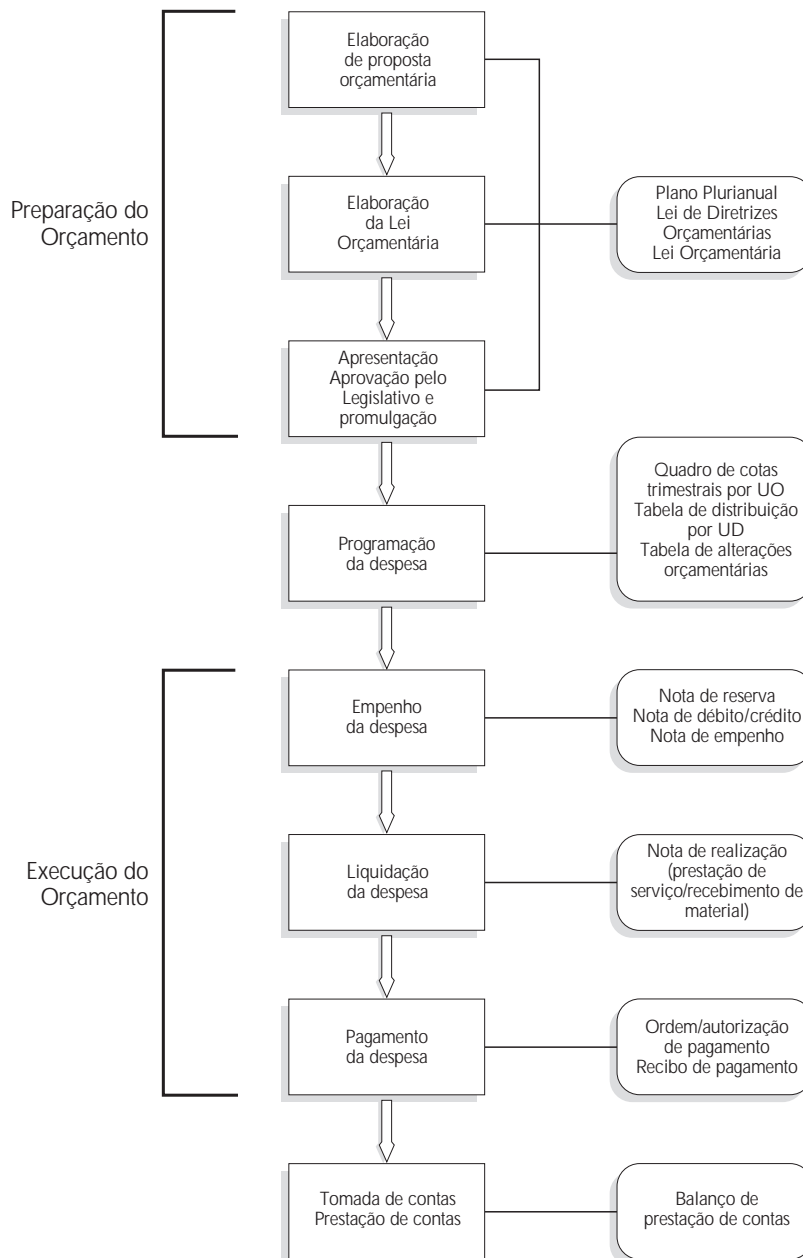 Elaboração
de proposta
orçamentária
Preparação do
Orçamento
Elaboração
da Lei
Orçamentária
Plano Plurianual
Lei de Diretrizes
Orçamentárias
Lei Orçamentária
Apresentação
Aprovação pelo
Legislativo e
promulgação
Programação
da despesa
Quadro de cotas
trimestrais por UO
Tabela de distribuição
por UD
Tabela de alterações
orçamentárias
Execução do
Orçamento
Empenho
da despesa
Nota de reserva
Nota de débito/crédito
Nota de empenho
Liquidação
da despesa
Nota de realização
(prestação de
serviço/recebimento de
material)
Pagamento
da despesa
Ordem/autorização
de pagamento
Recibo de pagamento
Tomada de contas
Prestação de contas
Balanço de
prestação de contas